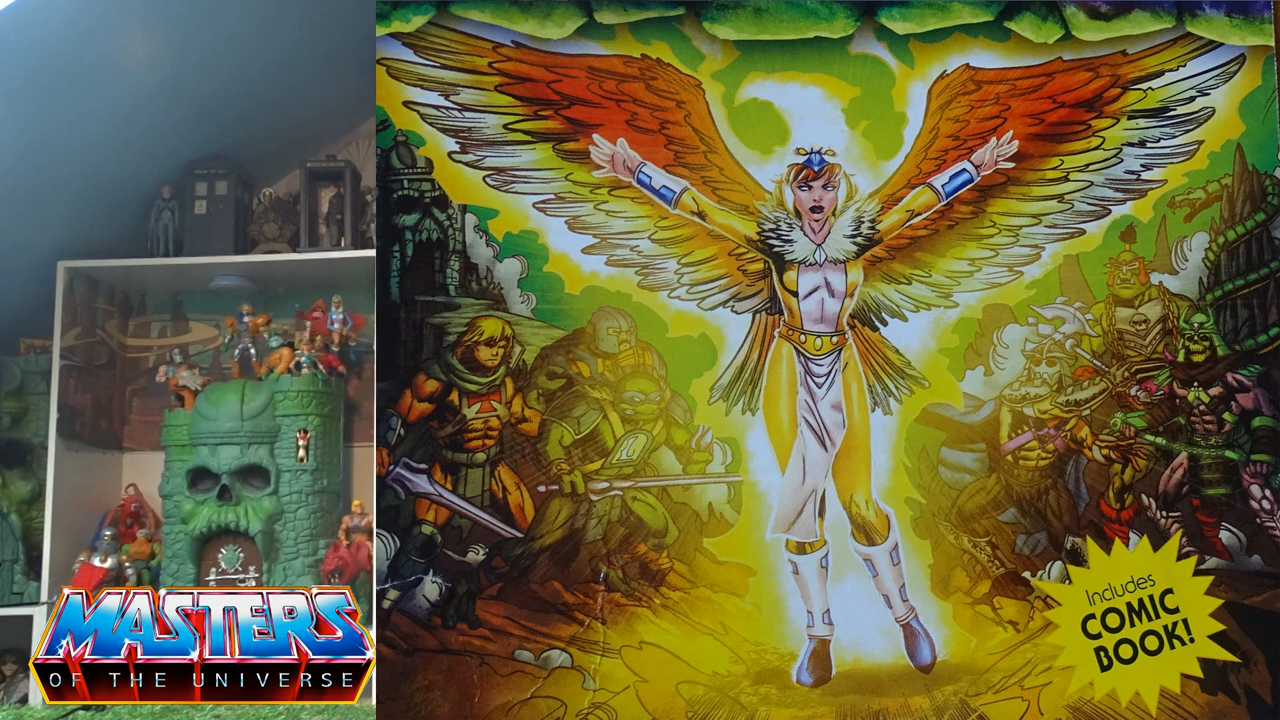 MASTERS
OF THE UNIVERSE
Includes
COMIC
BOOK!